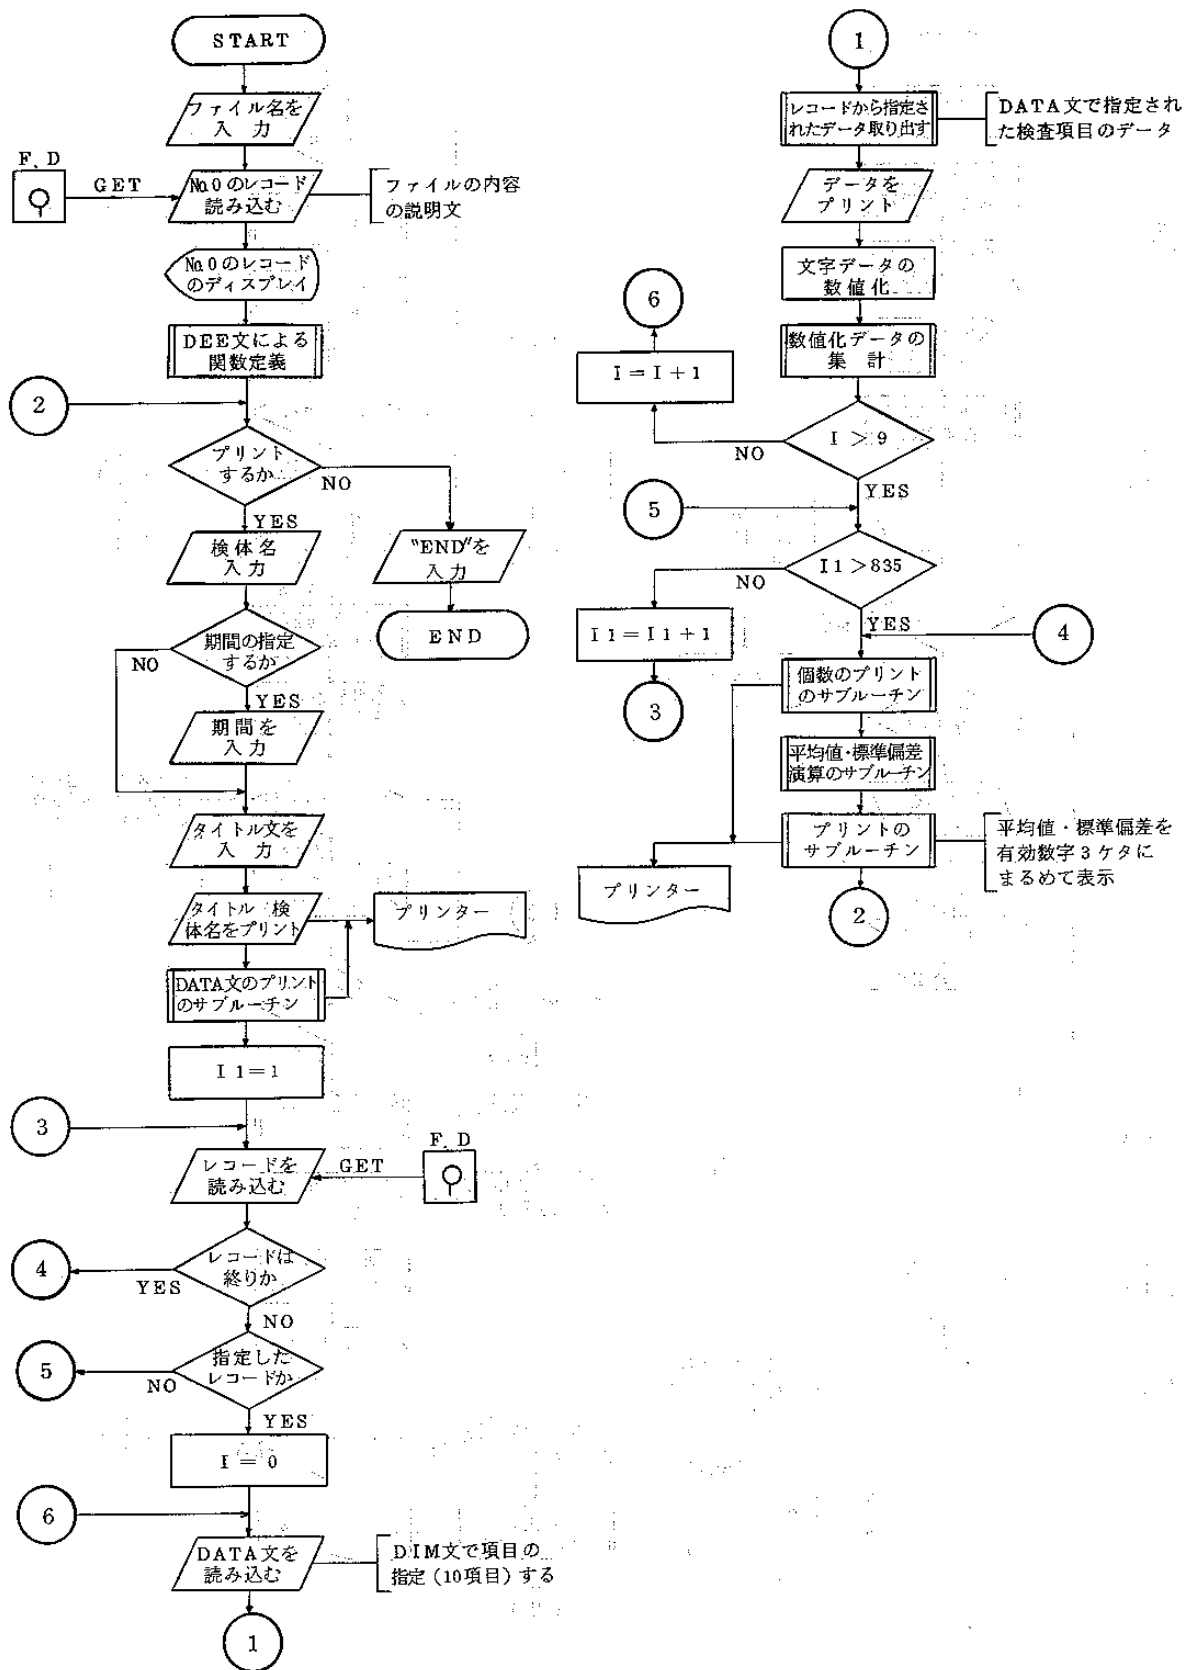 START
ファイル名を
入 力
F. D
GET
No.0 のレコード
読み込む
ファイルの内容
の説明文
No.0 のレコード
のディスプレイ
DEE文による
関数定義
2
プリント
するか
NO
YES
検体名
入力
"END"を
入力
END
期間の指定
するか
NO
YES
期間を
入力
タイトル文を
入 力
タイトル 検
体名をプリント
プリンター
DATA文のプリント
のサブルーチン
I 1=1
3
F. D
GET
レコードを
読み込む
レコードは
終りか
4
YES
NO
指定した
レコードか
5
NO
YES
I = 0
6
DATA文を
読み込む
DIM文で項目の
指定 (10項目) する
1
1
レコードから指定さ
れたデータ取り出す
DATA文で指定され
た検査項目のデータ
データを
プリント
文字データの
数値化
6
数値化データの
集 計
I = I + 1
I > 9
NO
YES
5
I 1 >835
NO
YES
4
I 1 = I 1 + 1
3
個数のプリント
のサブルーチン
平均値・標準偏差
演算のサブルーチン
プリントの
サブルーチン
平均値・標準偏差を
有効数字3ケタに
まるめて表示
プリンター
2